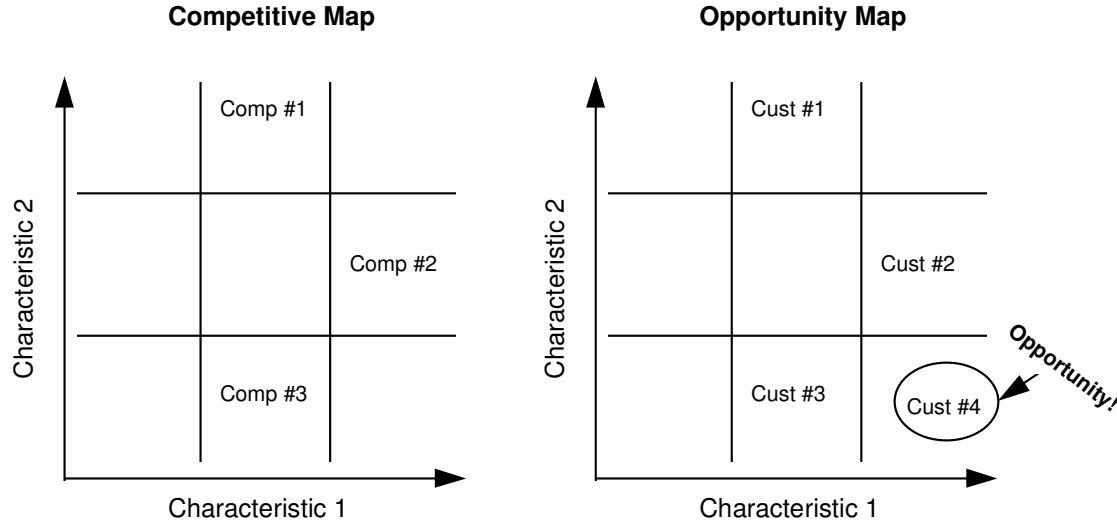 Competitive Map
Opportunity Map
Comp #1
Comp #2
Comp #3
Characteristic 2
Characteristic 1
Cust #1
Cust #2
Cust #3
Cust #4
Opportunity!
Characteristic 2
Characteristic 1